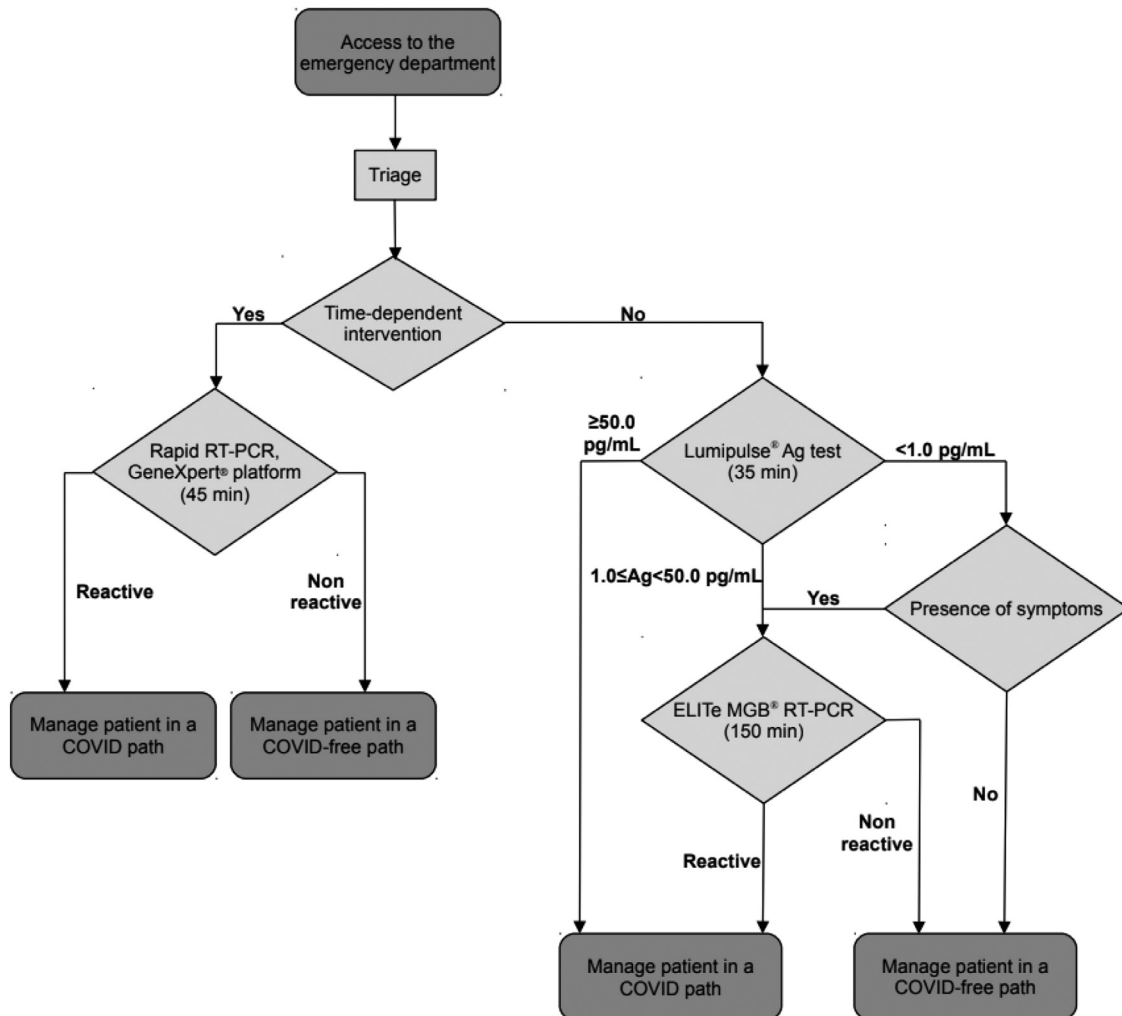 Access to the
emergency department
Triage
Time-dependent
intervention
Yes
No
Rapid RT-PCR,
GeneXpert® platform
(45 min)
Reactive
Non
reactive
Manage patient in a
COVID path
Manage patient in a
COVID-free path
≥50.0
pg/mL
Lumipulse® Ag test
(35 min)
<1.0 pg/mL
1.0≤Ag<50.0 pg/mL
Yes
Presence of symptoms
ELITe MGB® RT-PCR
(150 min)
No
Reactive
Non
reactive
Manage patient in a
COVID path
Manage patient in a
COVID-free path